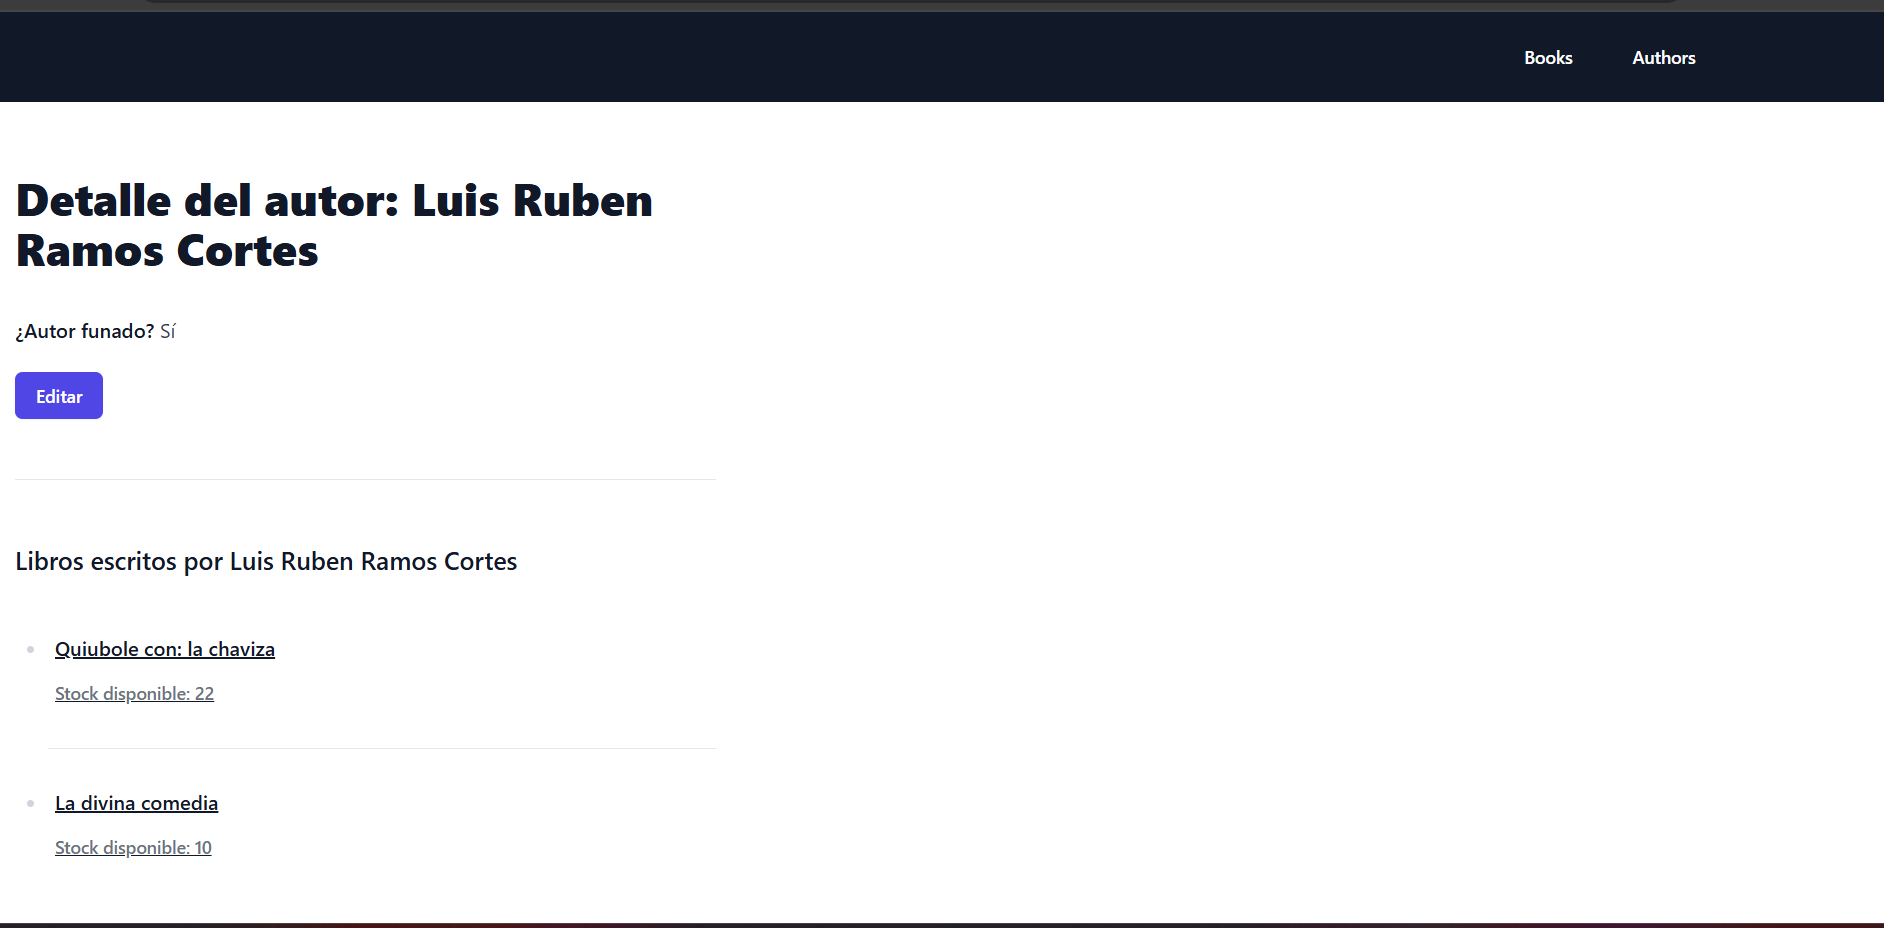 Books Authors
Detalle del autor: Luis Ruben
Ramos Cortes
¿Autor funado? Sí
Editar
Libros escritos por Luis Ruben Ramos Cortes
Quiubole con: la chaviza
Stock disponible: 22
La divina comedia
Stock disponible: 10